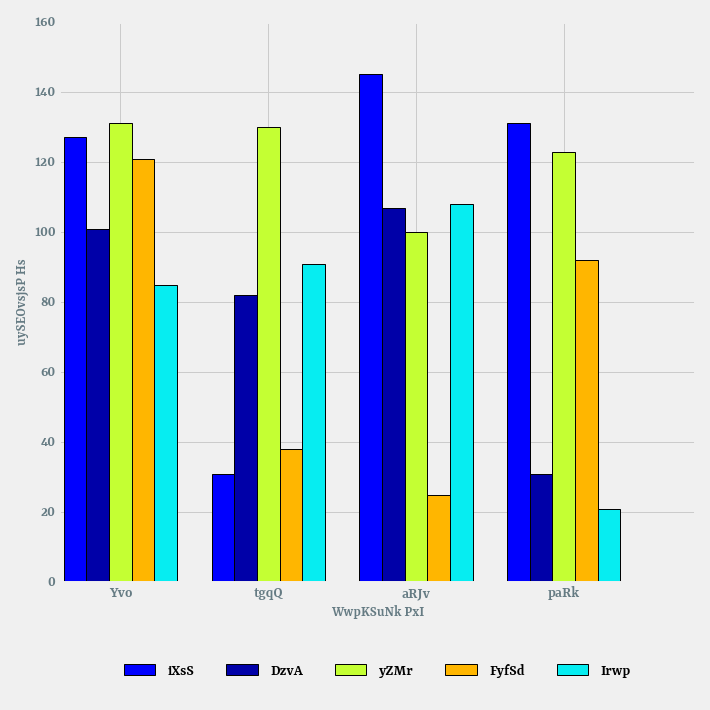 160
140
120
100
80
60
40
20
0
uySEOvsjsP Hs
Yvo tgqQ aRJv paRk
WwpKSuNk PxI
iXsS DzvA yZMr FyfSd Irwp